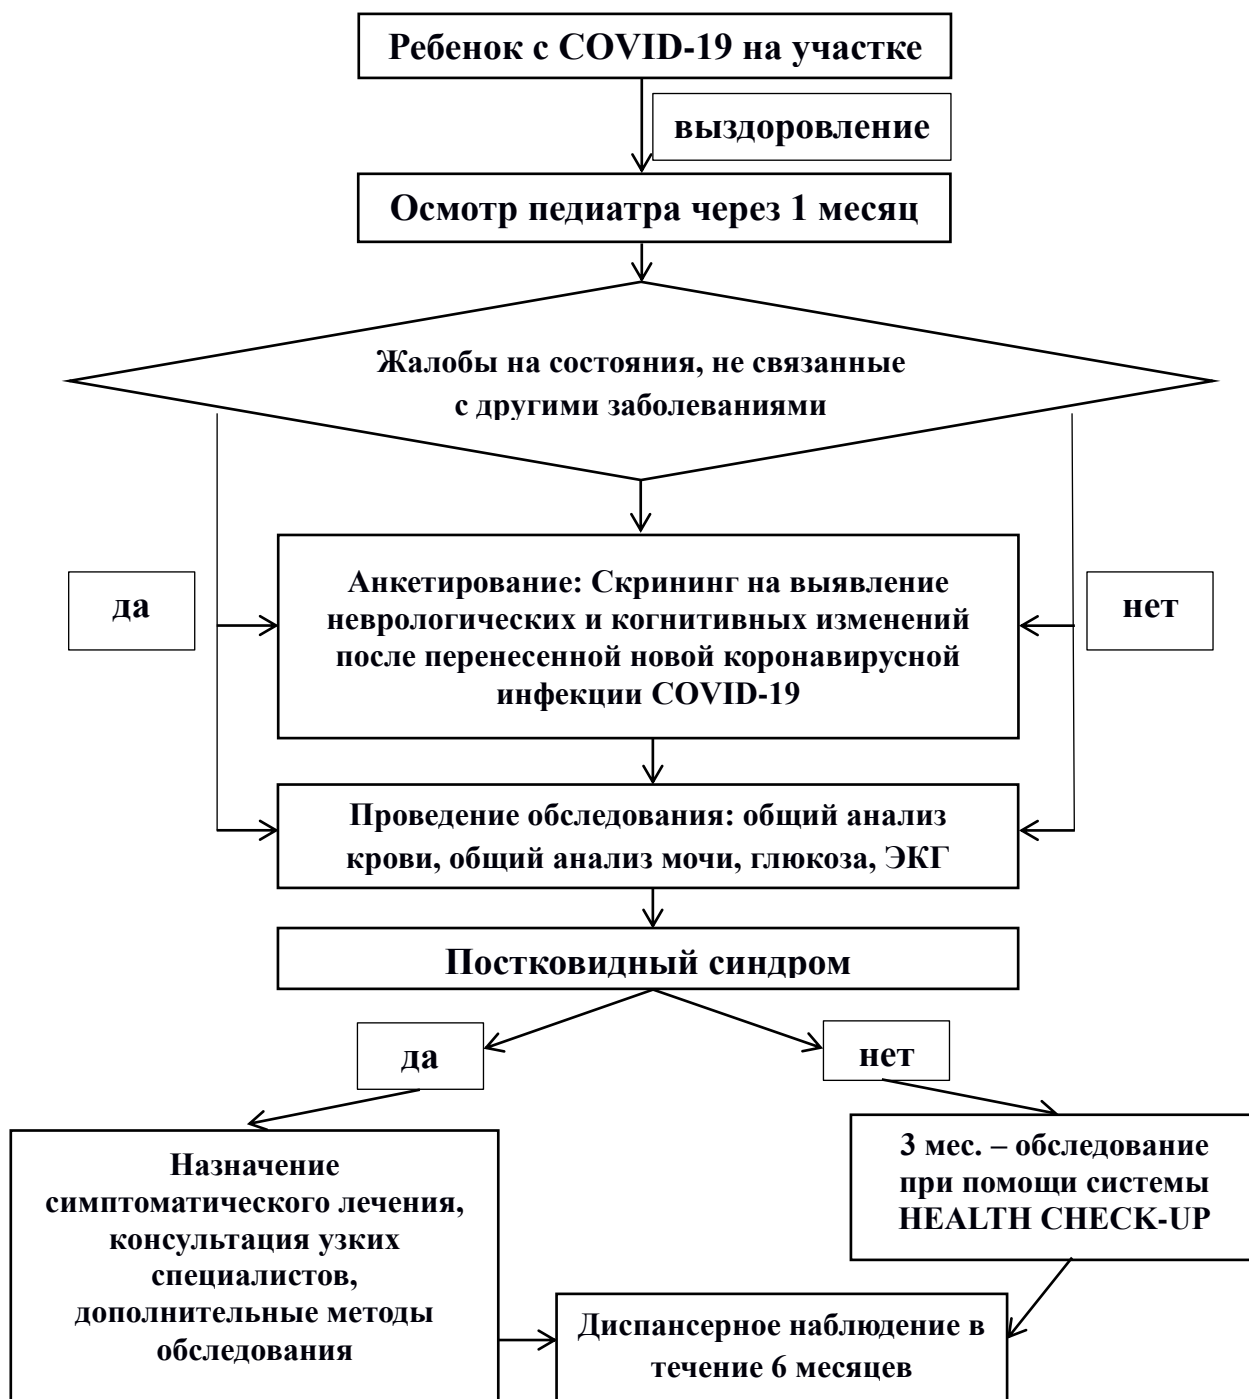 Ребенок с COVID-19 на участке
выздоровление
Осмотр педиатра через 1 месяц
Жалобы на состояния, не связанные
с другими заболеваниями
да
Анкетирование: Скрининг на выявление
неврологических и когнитивных изменений
после перенесенной новой коронавирусной
инфекции COVID-19
нет
Проведение обследования: общий анализ
крови, общий анализ мочи, глюкоза, ЭКГ
Постковидный синдром
да
нет
Назначение
симптоматического лечения,
консультация узких
специалистов,
дополнительные методы
обследования
3 мес. – обследование
при помощи системы
HEALTH CHECK-UP
Диспансерное наблюдение в
течение 6 месяцев